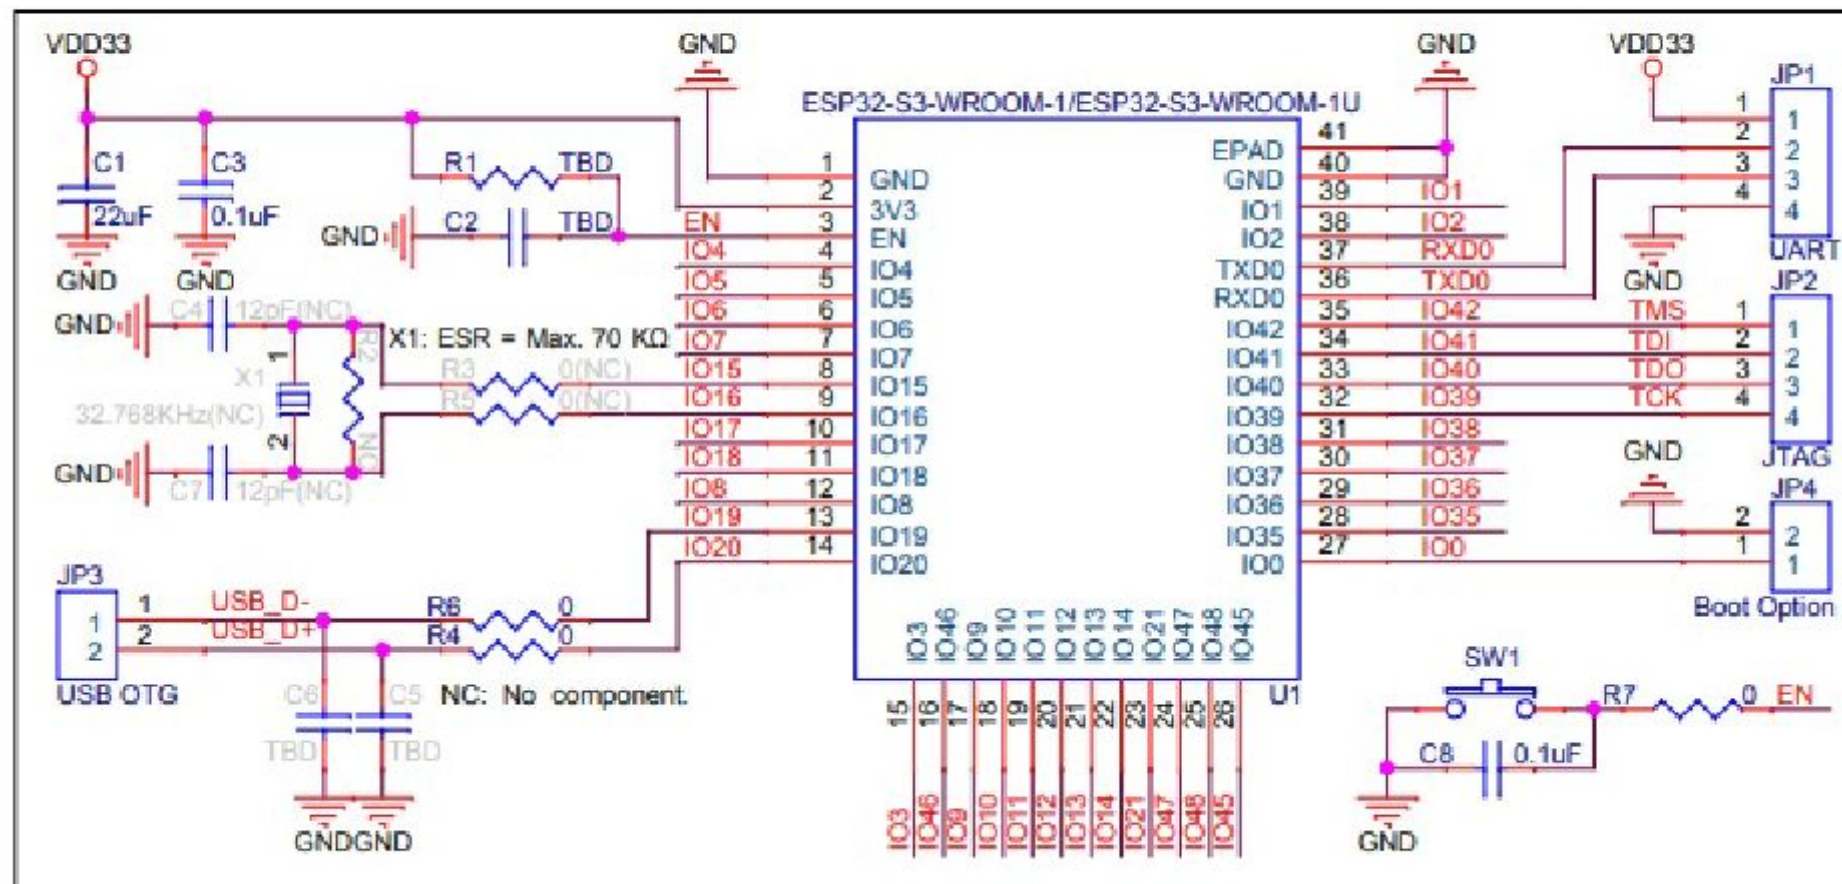 VDD33
GND
GND
VDD33
JP1
ESP32-S3-WROOM-1/ESP32-S3-WROOM-1U
C1
22uF
GND
C3
0.1uF
GND
R1 TBD
GND C2 TBD
EN
IO4
IO5
IO6
IO7
IO15
IO16
IO17
IO18
IO8
IO19
IO20
1 GND
2 3V3
3 EN
4 IO4
5 IO5
6 IO6
7 IO7
8 IO15
9 IO16
10 IO17
11 IO18
12 IO8
13 IO19
14 IO20
EPAD 41
GND 40
IO1 39 IO1
IO2 38 IO2
TXD0 37 RXD0
RXD0 36 TXD0
IO42 35 IO42 TMS
IO41 34 IO41 TDI
IO40 33 IO40 TDO
IO39 32 IO39 TCK
IO38 31 IO38
IO37 30 IO37
IO36 29 IO36
IO35 28 IO35
IO0 27 IO0
1 1
2 2
3 3
4 4
UART
GND
JP2
1 1
2 2
3 3
4 4
JTAG
GND
JP4
2 2
1 1
Boot Option
GND C4 12pF(NC)
X1: ESR = Max. 70 KΩ
R2
NC
1
X1
32.768KHz(NC)
2
R3 0(NC)
R5 0(NC)
GND C7 12pF(NC)
JP3
1 1 USB_D- R6 0
2 2 USB_D+ R4 0
USB OTG
C6
TBD
C5
TBD
NC: No component.
GND GND
IO3 IO46 IO9 IO10 IO11 IO12 IO13 IO14 IO21 IO47 IO48 IO45
U1
15 16 17 18 19 20 21 22 23 24 25 26
IO3 IO46 IO9 IO10 IO11 IO12 IO13 IO14 IO21 IO47 IO48 IO45
SW1
R7 0 EN
C8 0.1uF
GND